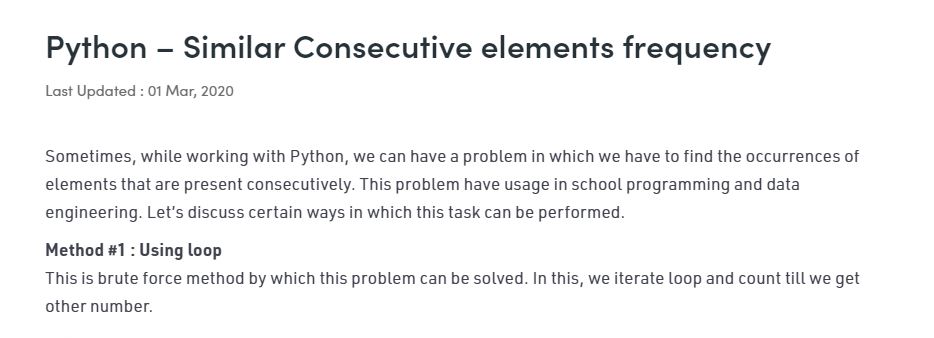 Python – Similar Consecutive elements frequency
Last Updated : 01 Mar, 2020
Sometimes, while working with Python, we can have a problem in which we have to find the occurrences of
elements that are present consecutively. This problem have usage in school programming and data
engineering. Let’s discuss certain ways in which this task can be performed.
Method #1 : Using loop
This is brute force method by which this problem can be solved. In this, we iterate loop and count till we get
other number.